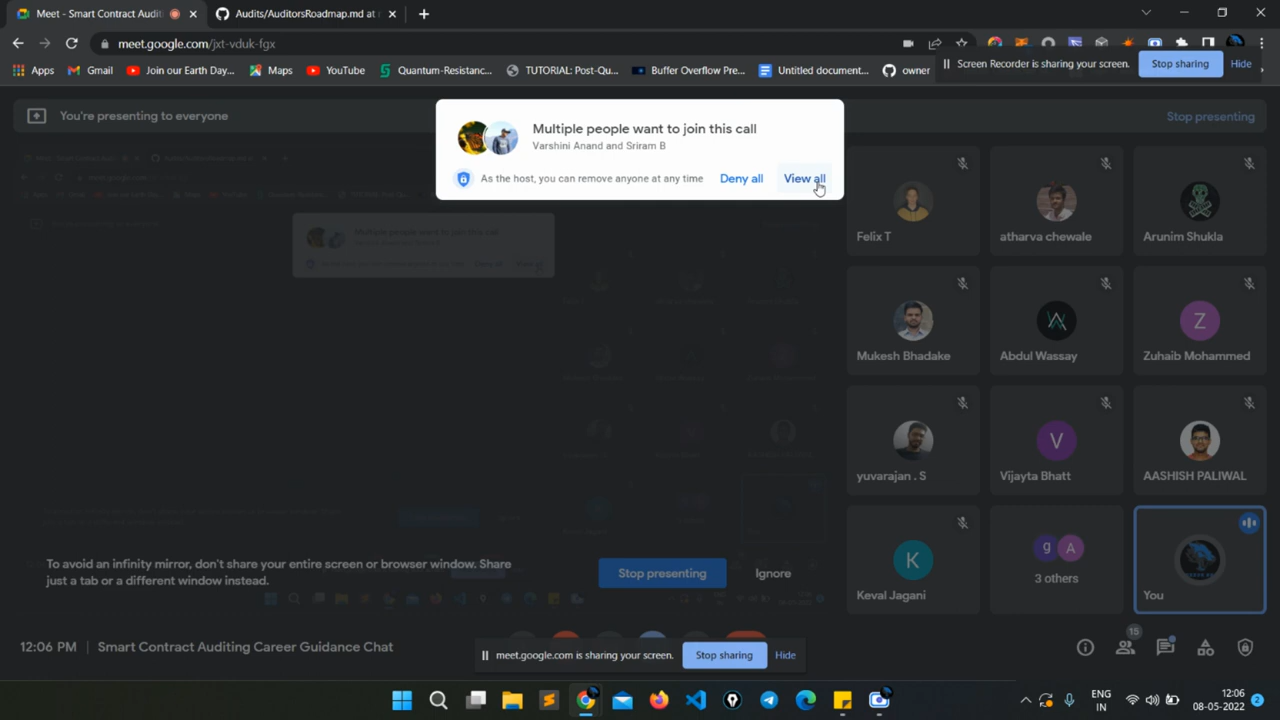 Meet - Smart Contract Audit
Audits/AuditorsRoadmap.md at
meet.google.com/jxt-vduk-fgx
Apps
Gmail
Join our Earth Day...
Maps
YouTube
Quantum-Resistanc...
TUTORIAL: Post-Qu...
Buffer Overflow Pre...
Untitled document...
owner
Screen Recorder is sharing your screen.
Stop sharing
Hide
You're presenting to everyone
Stop presenting
Multiple people want to join this call
Varshini Anand and Sriram B
As the host, you can remove anyone at any time
Deny all
View all
Felix T
atharva chewale
Arunim Shukla
Mukesh Bhadake
Abdul Wassay
Z
Zuhaib Mohammed
yuvarajan . S
V
Vijayta Bhatt
AASHISH PALIWAL
K
Keval Jagani
g A
3 others
You
To avoid an infinity mirror, don't share your entire screen or browser window. Share
just a tab or a different window instead.
Stop presenting
Ignore
12:06 PM
Smart Contract Auditing Career Guidance Chat
meet.google.com is sharing your screen.
Stop sharing
Hide
15
ENG
IN
12:06
08-05-2022
2